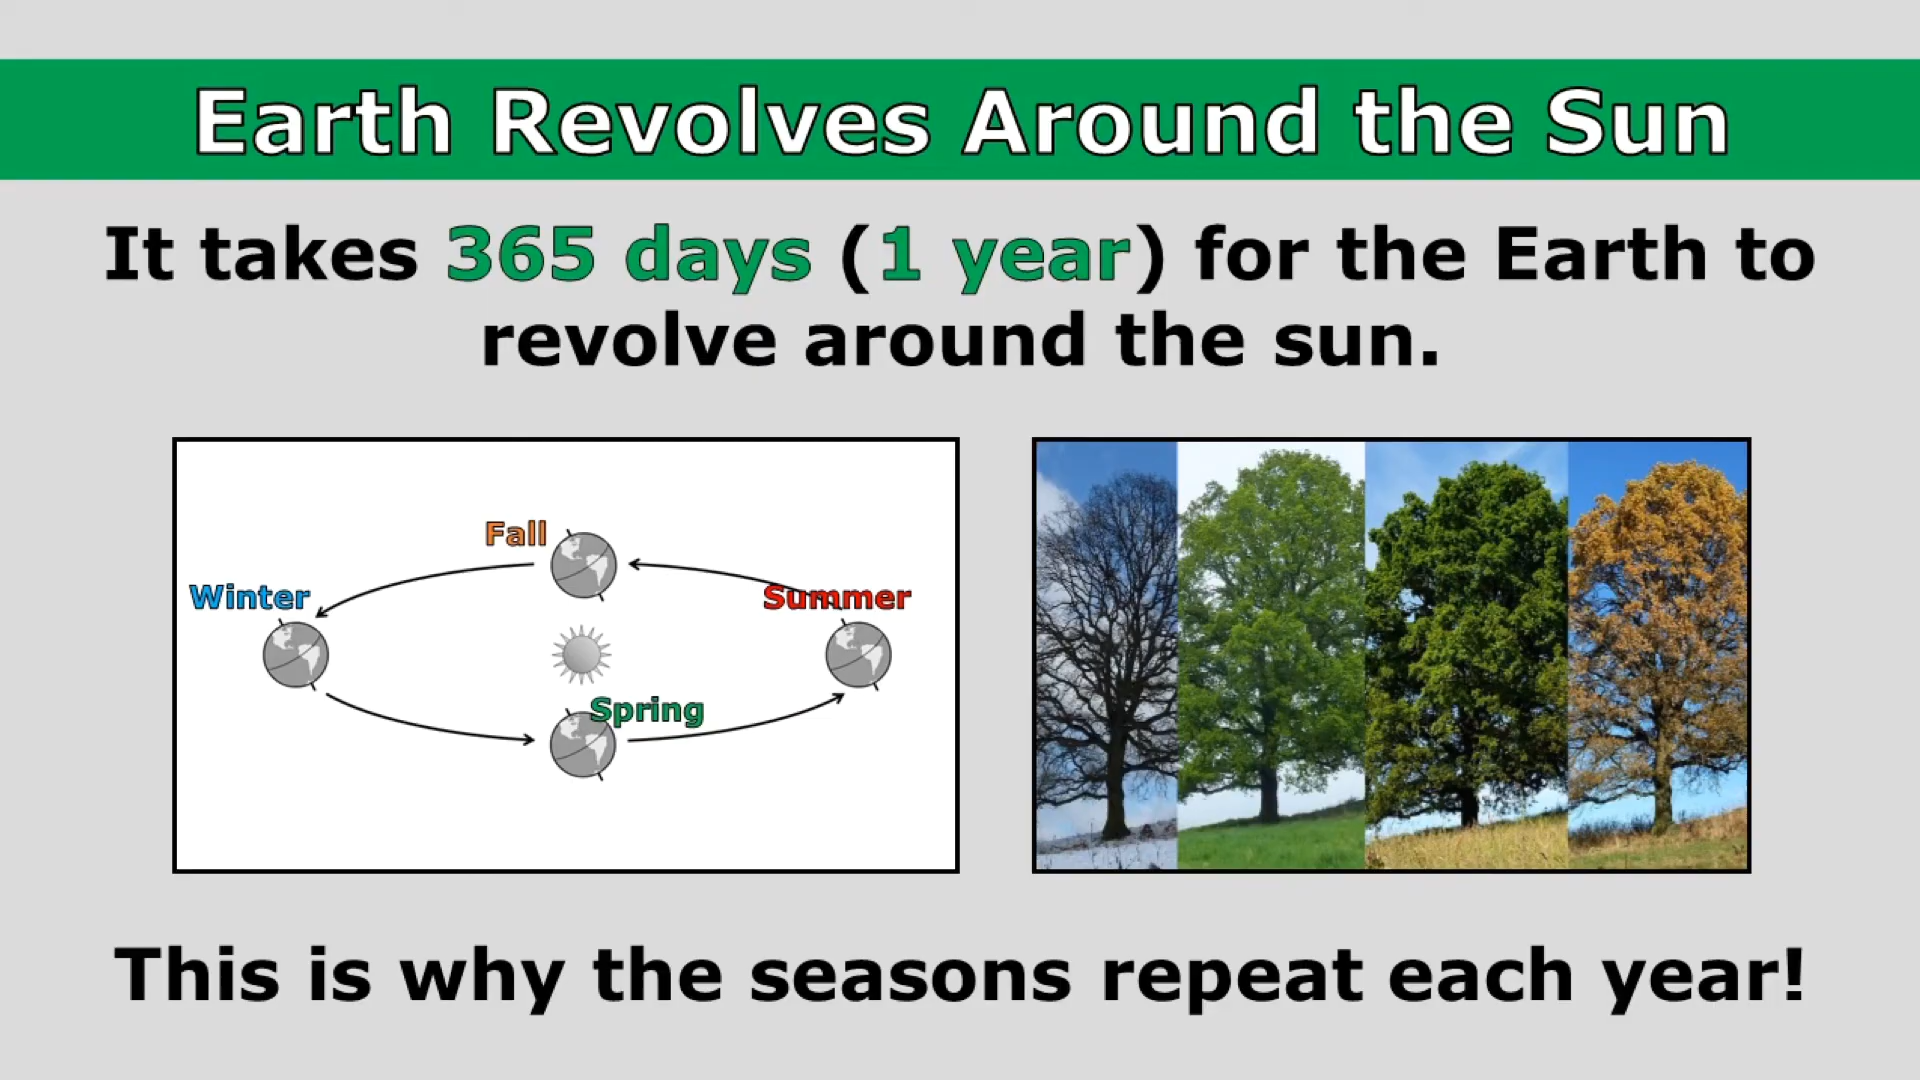 Earth Revolves Around the Sun
It takes 365 days (1 year) for the Earth to
revolve around the sun.
Fall
Winter
Summer
Spring
This is why the seasons repeat each year!